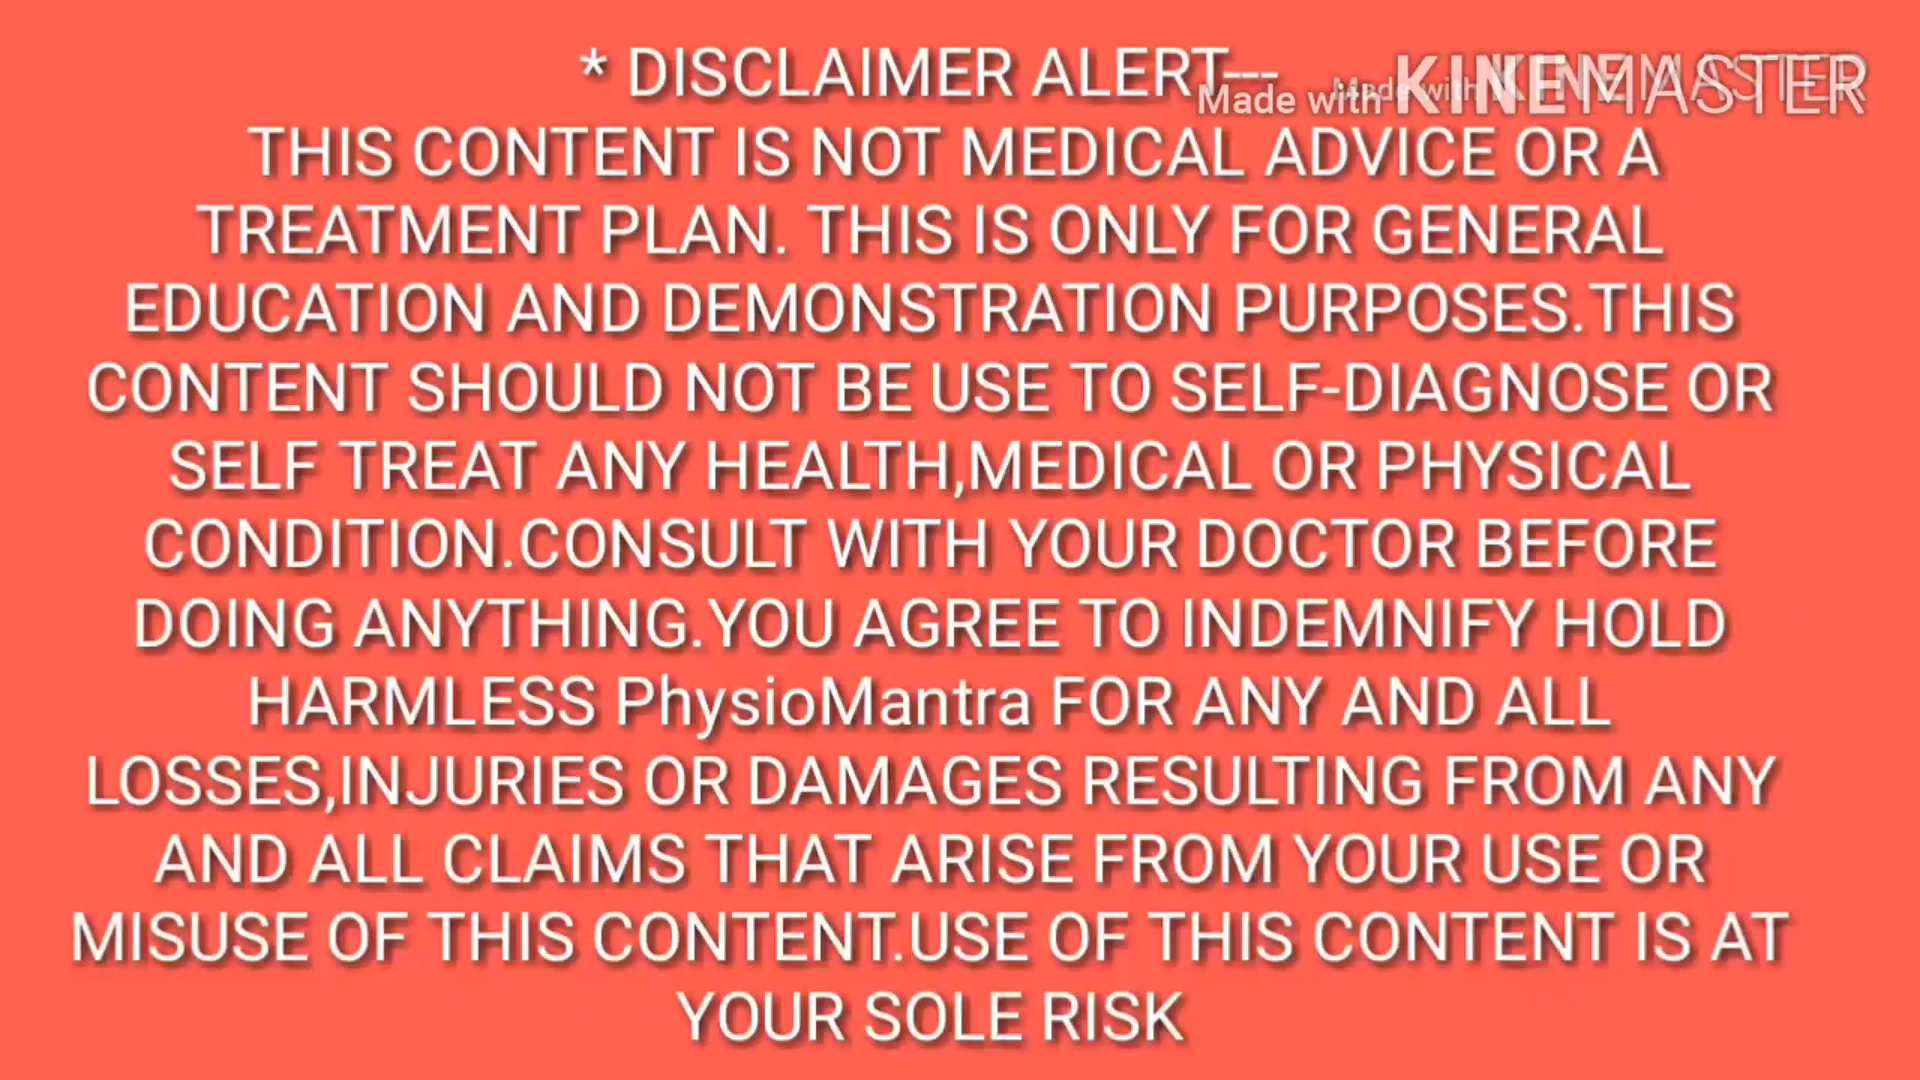 * DISCLAIMER ALERT---
Made with KINEMASTER
Made with KINEMASTER
THIS CONTENT IS NOT MEDICAL ADVICE OR A
TREATMENT PLAN. THIS IS ONLY FOR GENERAL
EDUCATION AND DEMONSTRATION PURPOSES.THIS
CONTENT SHOULD NOT BE USE TO SELF-DIAGNOSE OR
SELF TREAT ANY HEALTH,MEDICAL OR PHYSICAL
CONDITION.CONSULT WITH YOUR DOCTOR BEFORE
DOING ANYTHING.YOU AGREE TO INDEMNIFY HOLD
HARMLESS PhysioMantra FOR ANY AND ALL
LOSSES,INJURIES OR DAMAGES RESULTING FROM ANY
AND ALL CLAIMS THAT ARISE FROM YOUR USE OR
MISUSE OF THIS CONTENT.USE OF THIS CONTENT IS AT
YOUR SOLE RISK